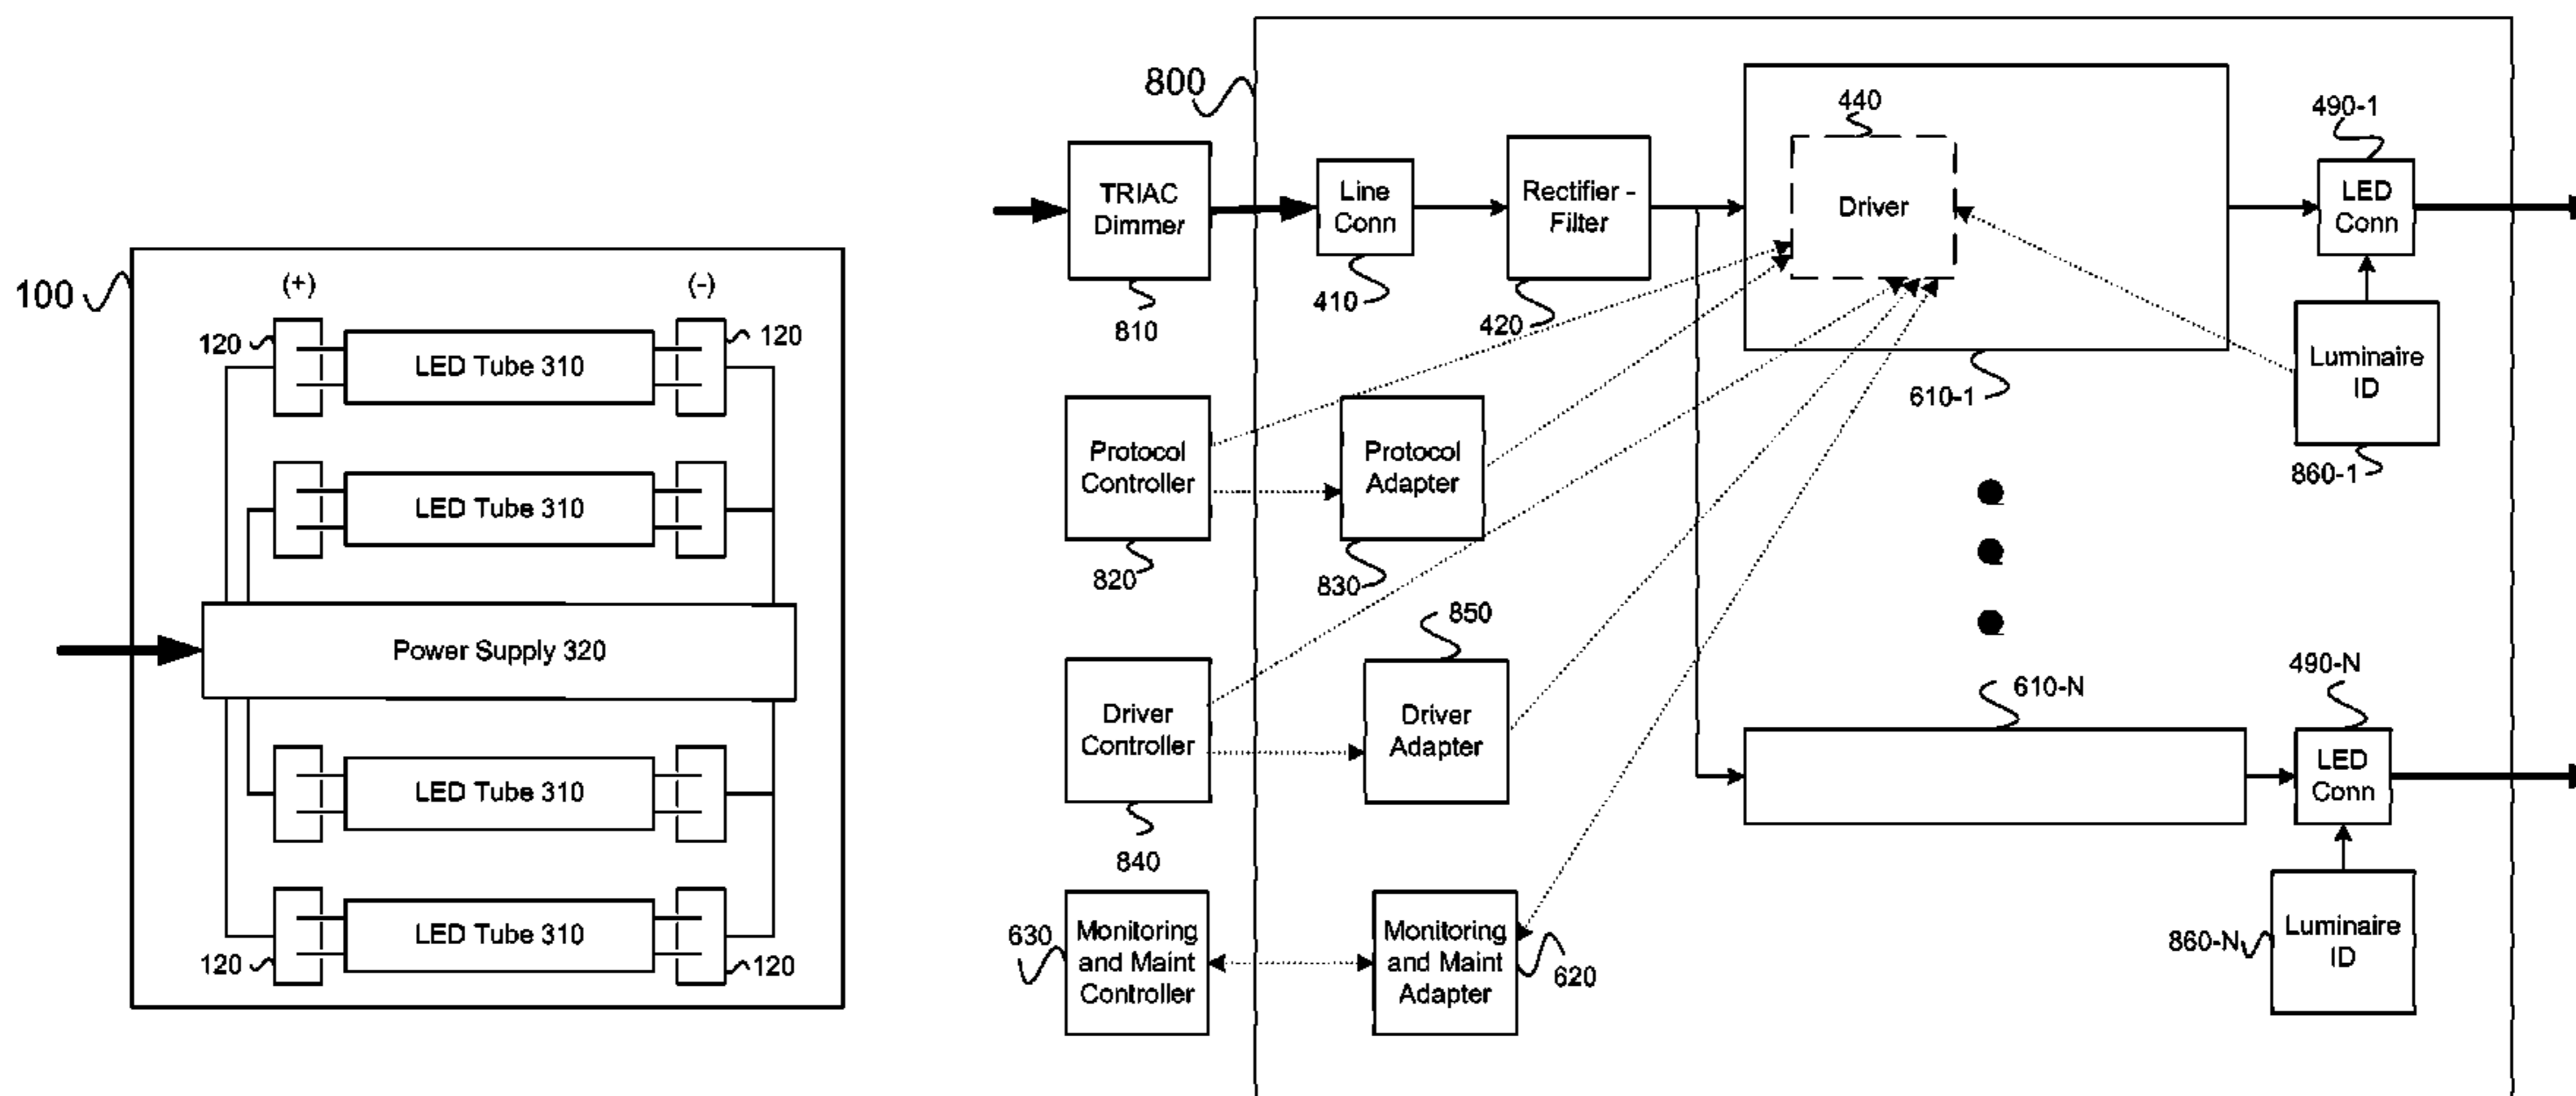 100
(+)
(-)
120
LED Tube 310
120
LED Tube 310
Power Supply 320
LED Tube 310
120
LED Tube 310
120
800
TRIAC
Dimmer
810
Line
Conn
410
Rectifier -
Filter
420
440
Driver
610-1
490-1
LED
Conn
Luminaire
ID
860-1
Protocol
Controller
820
Protocol
Adapter
830
Driver
Controller
840
850
Driver
Adapter
610-N
490-N
LED
Conn
860-N
Luminaire
ID
630
Monitoring
and Maint
Controller
Monitoring
and Maint
Adapter
620